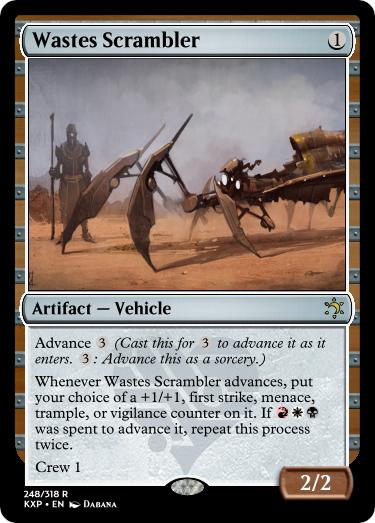 Wastes Scrambler 1
Artifact — Vehicle
Advance 3 (Cast this for 3 to advance it as it
enters. 3: Advance this as a sorcery.)
Whenever Wastes Scrambler advances, put
your choice of a +1/+1, first strike, menace,
trample, or vigilance counter on it. If
was spent to advance it, repeat this process
twice.
Crew 1
2/2
248/318 R
KXP • EN Dabana